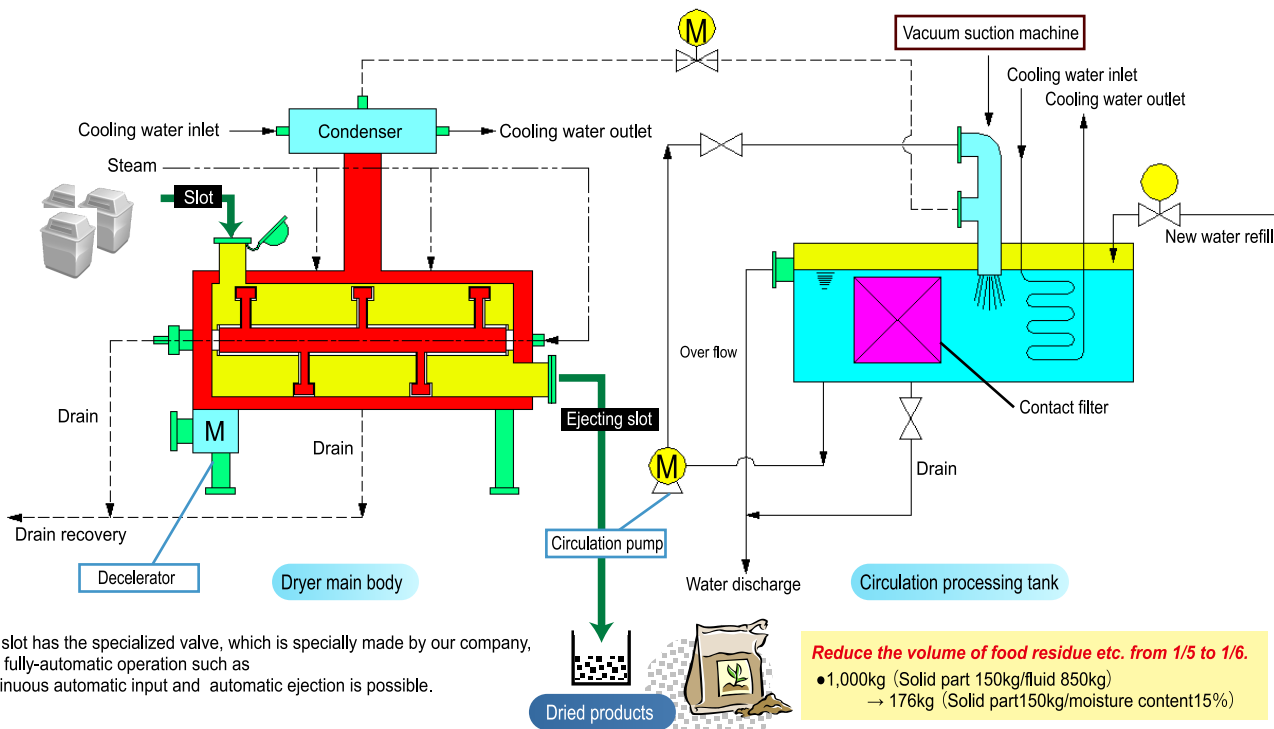 M
Vacuum suction machine
Cooling water inlet
Cooling water outlet
Cooling water inlet
Condenser
Cooling water outlet
Steam
Slot
New water refill
Over flow
Contact filter
Drain
M
Drain
Ejecting slot
M
Drain
Drain recovery
Circulation pump
Decelerator
Dryer main body
Water discharge
Circulation processing tank
slot has the specialized valve, which is specially made by our company,
fully-automatic operation such as
automatic input and automatic ejection is possible.
Dried products
Reduce the volume of food residue etc. from 1/5 to 1/6.
●1,000kg (Solid part 150kg/fluid 850kg)
→ 176kg (Solid part150kg/moisture content15%)